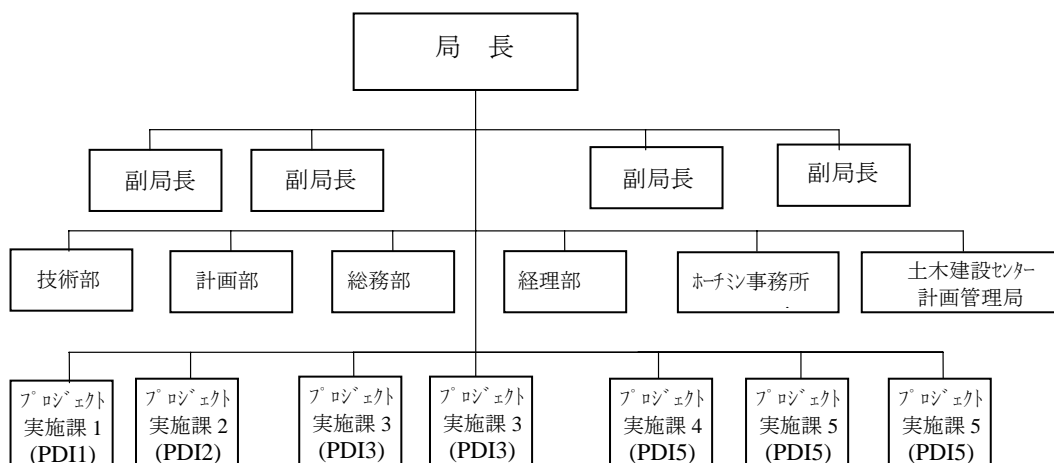 局 長
副局長
副局長
副局長
副局長
技術部
計画部
総務部
経理部
ﾎｰﾁﾐﾝ事務所
土木建設ｾﾝﾀｰ
計画管理局
ﾌﾟﾛｼﾞｪｸﾄ
実施課 1
(PDI1)
ﾌﾟﾛｼﾞｪｸﾄ
実施課 2
(PDI2)
ﾌﾟﾛｼﾞｪｸﾄ
実施課 3
(PDI3)
ﾌﾟﾛｼﾞｪｸﾄ
実施課 3
(PDI3)
ﾌﾟﾛｼﾞｪｸﾄ
実施課 4
(PDI5)
ﾌﾟﾛｼﾞｪｸﾄ
実施課 5
(PDI5)
ﾌﾟﾛｼﾞｪｸﾄ
実施課 5
(PDI5)